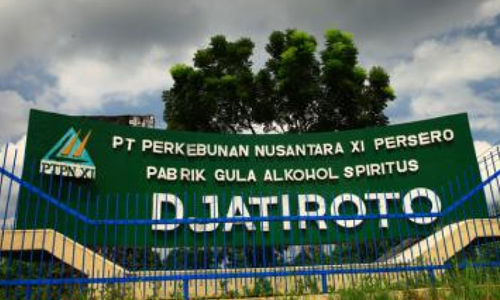 PT PERKEBUNAN NUSANTARA XI PERSERO
PTPN XI
PABRIK GULA ALKOHOL SPIRITUS
DJATIROTO